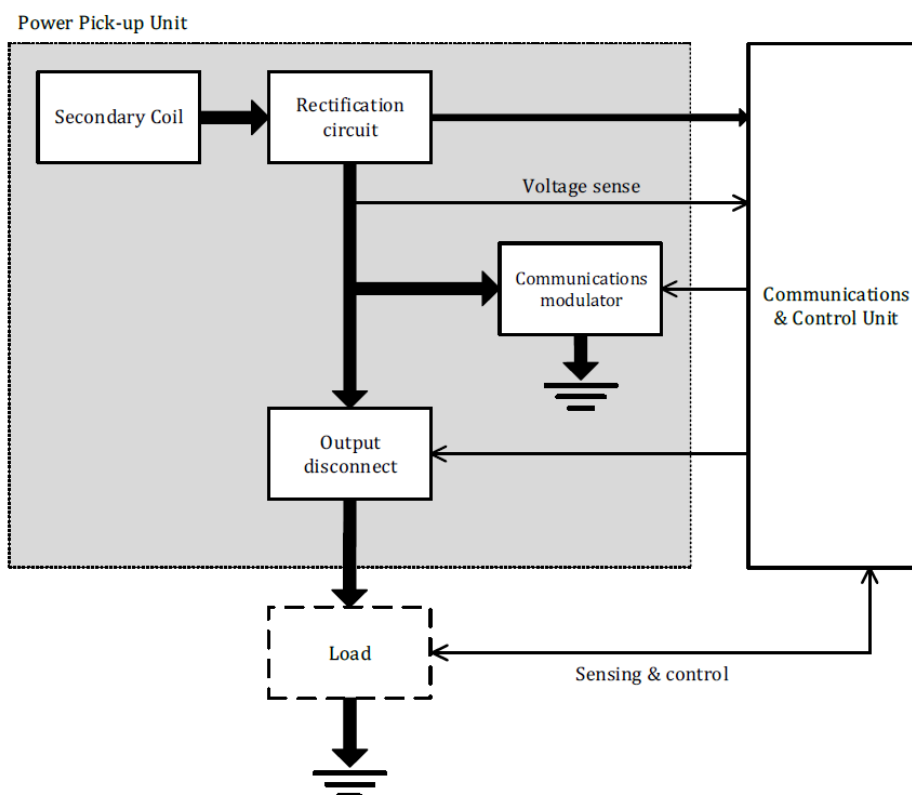 Power Pick-up Unit
Secondary Coil
Rectification
circuit
Voltage sense
Communications
modulator
Communications
& Control Unit
Output
disconnect
Load
Sensing & control